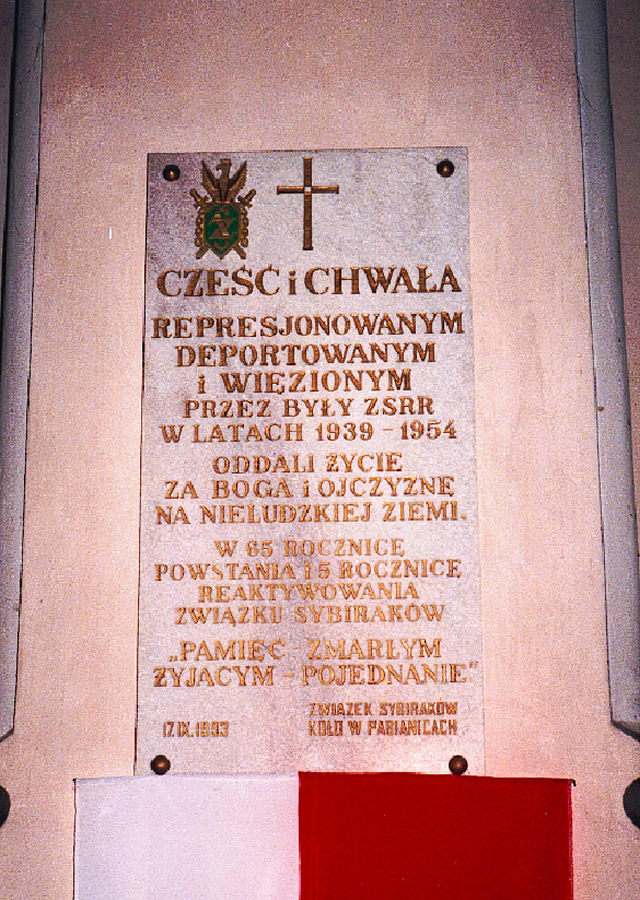 CZEŚĆ i CHWAŁA
REPRESJONOWANYM
DEPORTOWANYM
i WIĘZIONYM
PRZEZ BYŁY ZSRR
W LATACH 1939 - 1954
ODDALI ŻYCIE
ZA BOGA i OJCZYZNĘ
NA NIELUDZKIEJ ZIEMI.
W 65 ROCZNICĘ
POWSTANIA i 5 ROCZNICĘ
REAKTYWOWANIA
ZWIĄZKU SYBIRAKÓW
„PAMIĘĆ - ZMARŁYM
ŻYJĄCYM - POJEDNANIE"
ZWIĄZEK SYBIRAKÓW
17.IX.1993 KOŁO W PABIANICACH